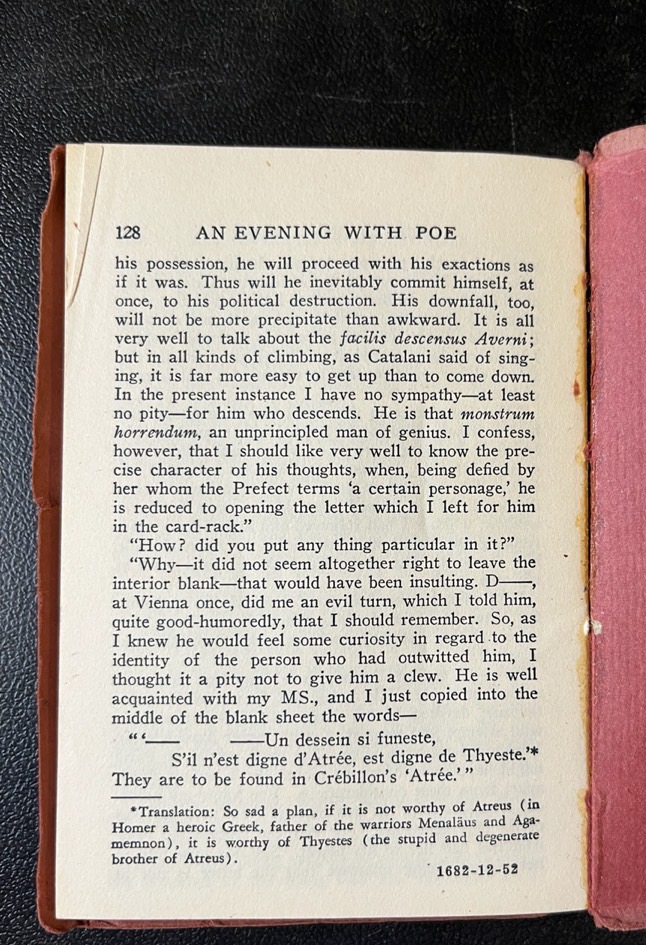 128 AN EVENING WITH POE
his possession, he will proceed with his exactions as
if it was. Thus will he inevitably commit himself, at
once, to his political destruction. His downfall, too,
will not be more precipitate than awkward. It is all
very well to talk about the facilis descensus Averni;
but in all kinds of climbing, as Catalani said of sing-
ing, it is far more easy to get up than to come down.
In the present instance I have no sympathy—at least
no pity—for him who descends. He is that monstrum
horrendum, an unprincipled man of genius. I confess,
however, that I should like very well to know the pre-
cise character of his thoughts, when, being defied by
her whom the Prefect terms ‘a certain personage,’ he
is reduced to opening the letter which I left for him
in the card-rack.”
“How? did you put any thing particular in it?”
“Why—it did not seem altogether right to leave the
interior blank—that would have been insulting. D——,
at Vienna once, did me an evil turn, which I told him,
quite good-humoredly, that I should remember. So, as
I knew he would feel some curiosity in regard to the
identity of the person who had outwitted him, I
thought it a pity not to give him a clew. He is well
acquainted with my MS., and I just copied into the
middle of the blank sheet the words—
“ ‘—— ——Un dessein si funeste,
S’il n’est digne d’Atrée, est digne de Thyeste.’*
They are to be found in Crébillon’s ‘Atrée.’ ”
*Translation: So sad a plan, if it is not worthy of Atreus (in
Homer a heroic Greek, father of the warriors Menaläus and Aga-
memnon), it is worthy of Thyestes (the stupid and degenerate
brother of Atreus).
1682-12-52